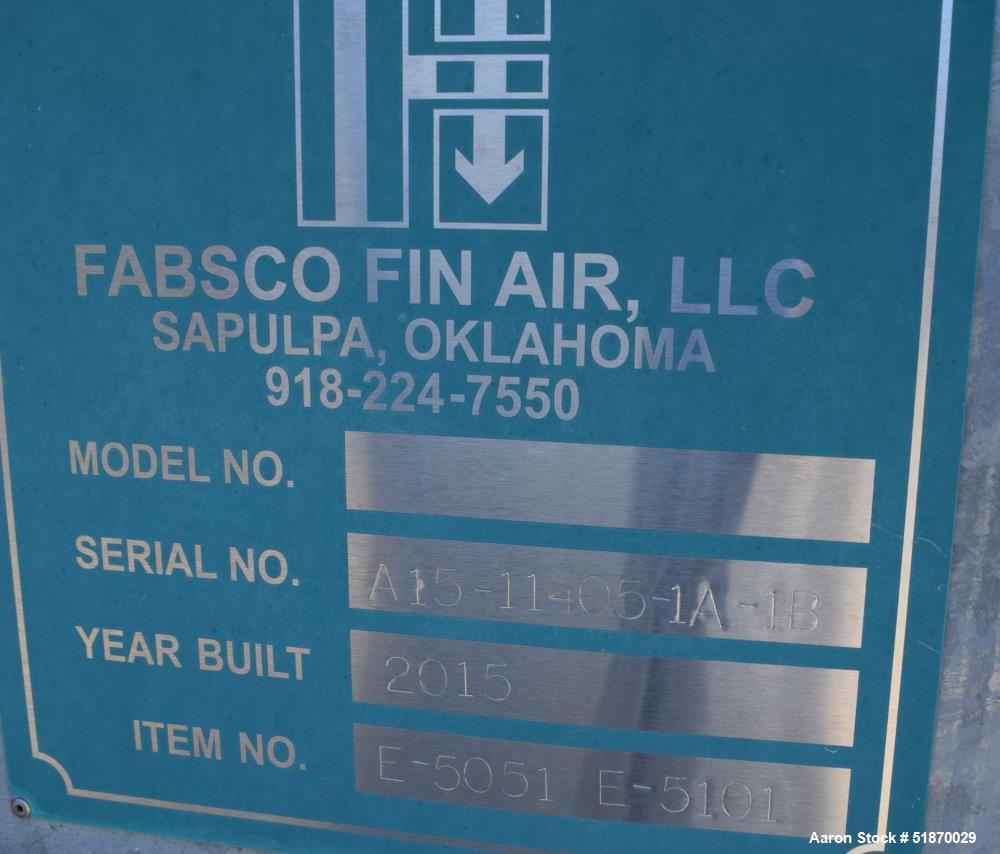 FABSCO FIN AIR, LLC
SAPULPA, OKLAHOMA
918-224-7550
MODEL NO.
SERIAL NO. A15-11405-1A-1B
YEAR BUILT 2015
ITEM NO. E-5051 E-5101
Aaron Stock # 51870029